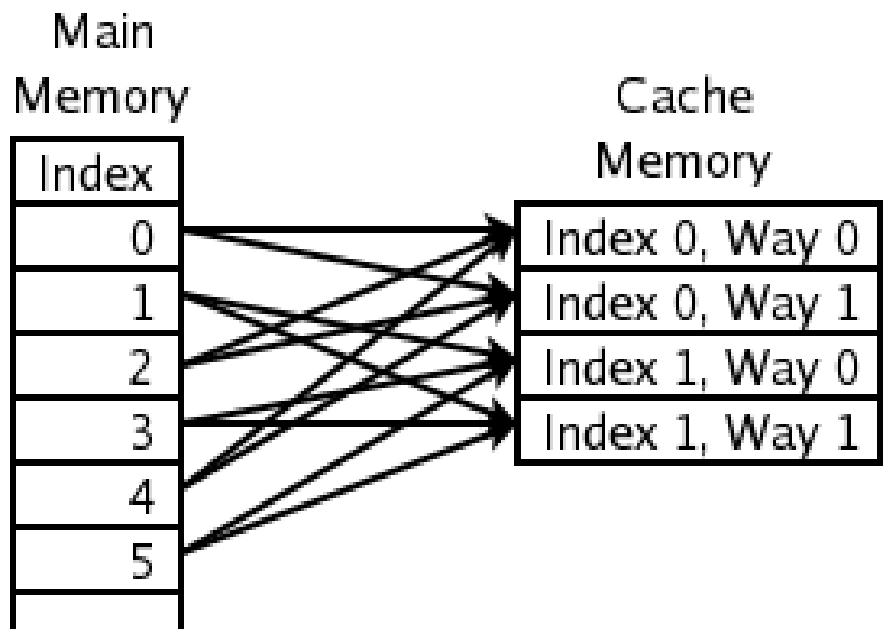 Main
Memory
Index
0
1
2
3
4
5
Cache
Memory
Index 0, Way 0
Index 0, Way 1
Index 1, Way 0
Index 1, Way 1